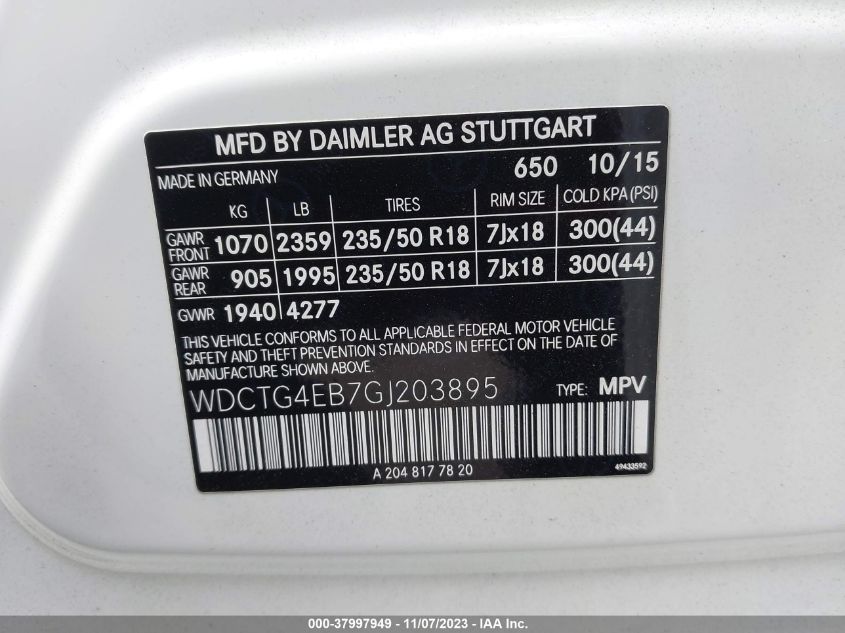 MFD BY DAIMLER AG STUTTGART
MADE IN GERMANY 650 10/15
KG LB TIRES RIM SIZE COLD KPA (PSI)
GAWR FRONT 1070 2359 235/50 R18 7Jx18 300(44)
GAWR REAR 905 1995 235/50 R18 7Jx18 300(44)
GVWR 1940 4277
THIS VEHICLE CONFORMS TO ALL APPLICABLE FEDERAL MOTOR VEHICLE
SAFETY AND THEFT PREVENTION STANDARDS IN EFFECT ON THE DATE OF
MANUFACTURE SHOWN ABOVE.
WDCTG4EB7GJ203895 TYPE: MPV
A 204 817 78 20 49433592
000-37997949 - 11/07/2023 - IAA Inc.